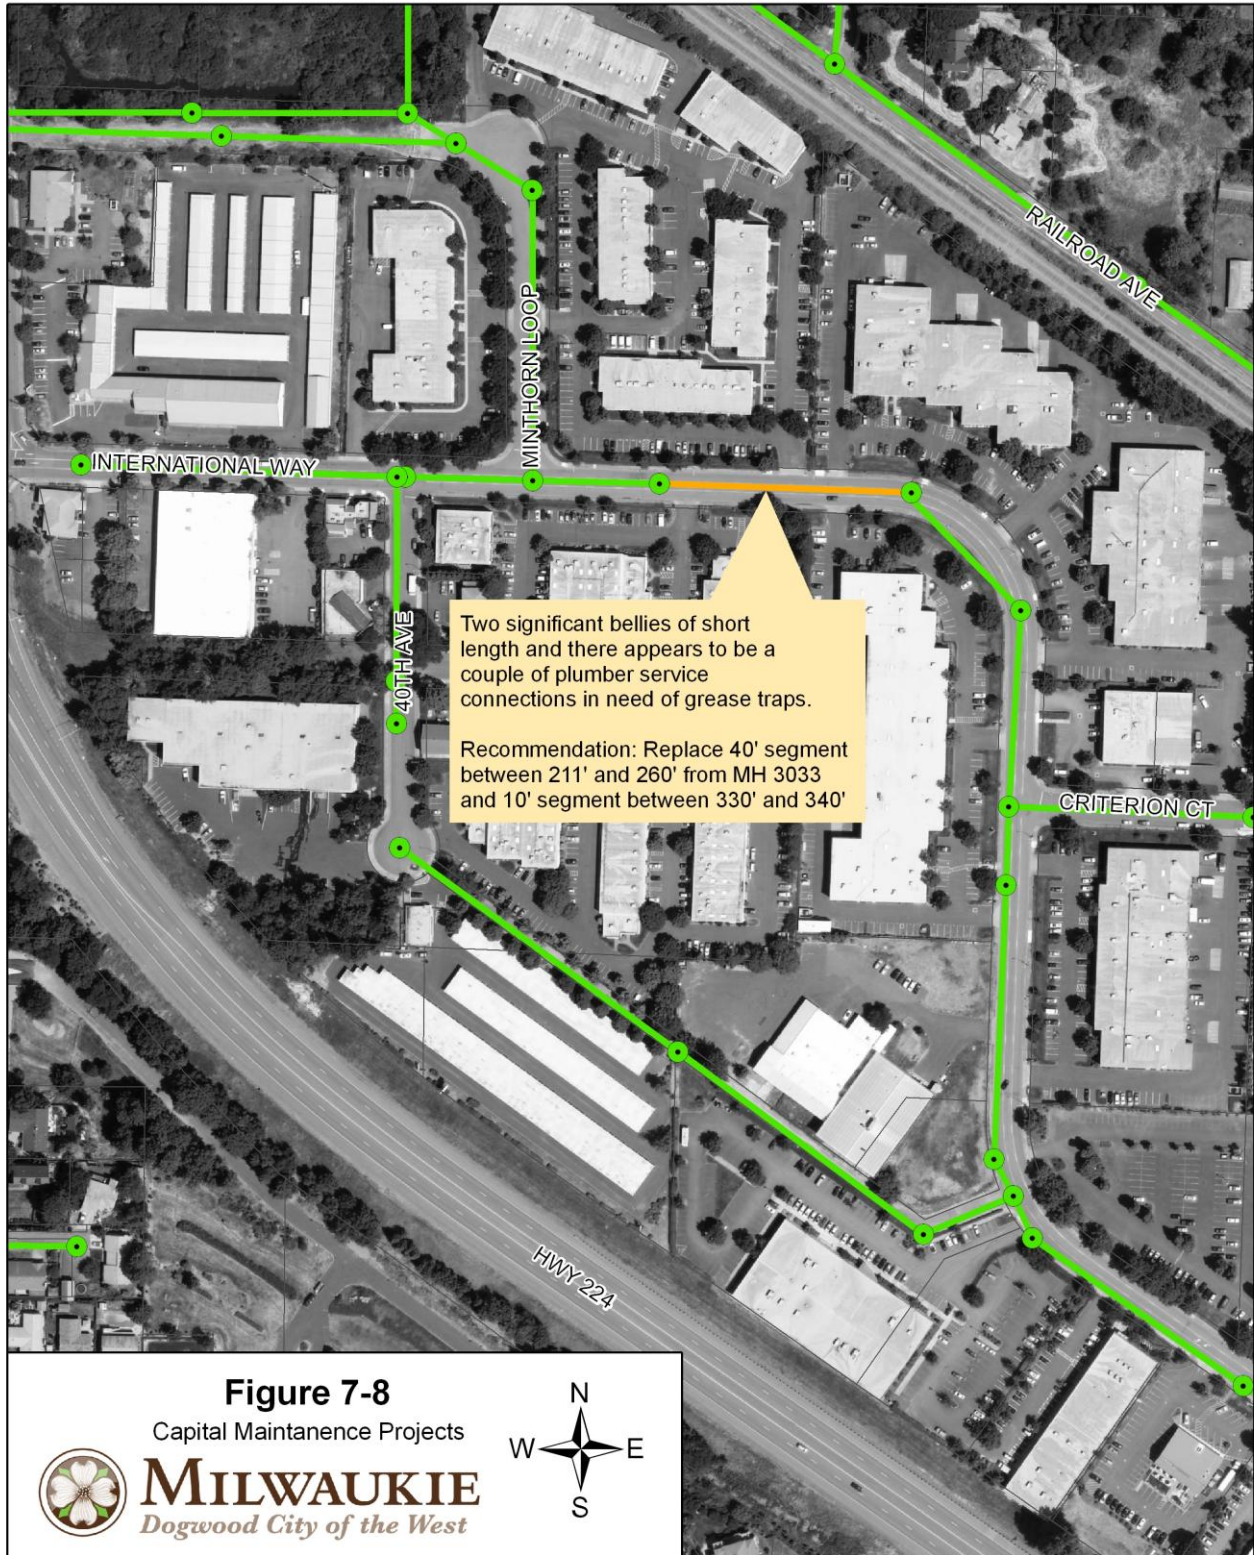 RAILROAD AVE
MINTHORN LOOP
INTERNATIONAL WAY
40TH AVE
Two significant bellies of short
length and there appears to be a
couple of plumber service
connections in need of grease traps.
Recommendation: Replace 40' segment
between 211' and 260' from MH 3033
and 10' segment between 330' and 340'
CRITERION CT
HWY 224
Figure 7-8
Capital Maintanence Projects
MILWAUKIE
Dogwood City of the West
N
W E
S